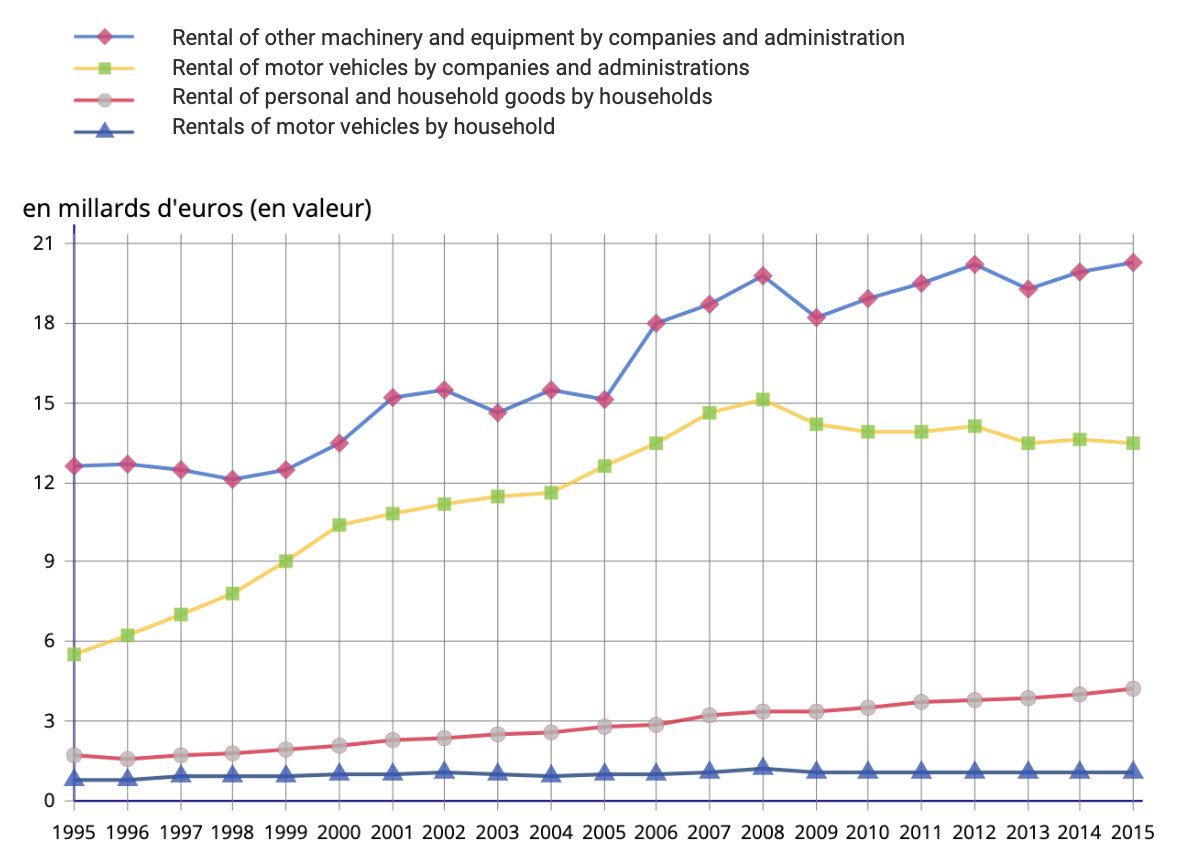 Rental of other machinery and equipment by companies and administration
Rental of motor vehicles by companies and administrations
Rental of personal and household goods by households
Rentals of motor vehicles by household
en millards d'euros (en valeur)
21
18
15
12
9
6
3
0
1995 1996 1997 1998 1999 2000 2001 2002 2003 2004 2005 2006 2007 2008 2009 2010 2011 2012 2013 2014 2015